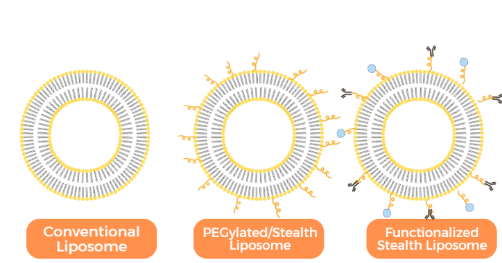 Conventional
Liposome
PEGylated/Stealth
Liposome
Functionalized
Stealth Liposome